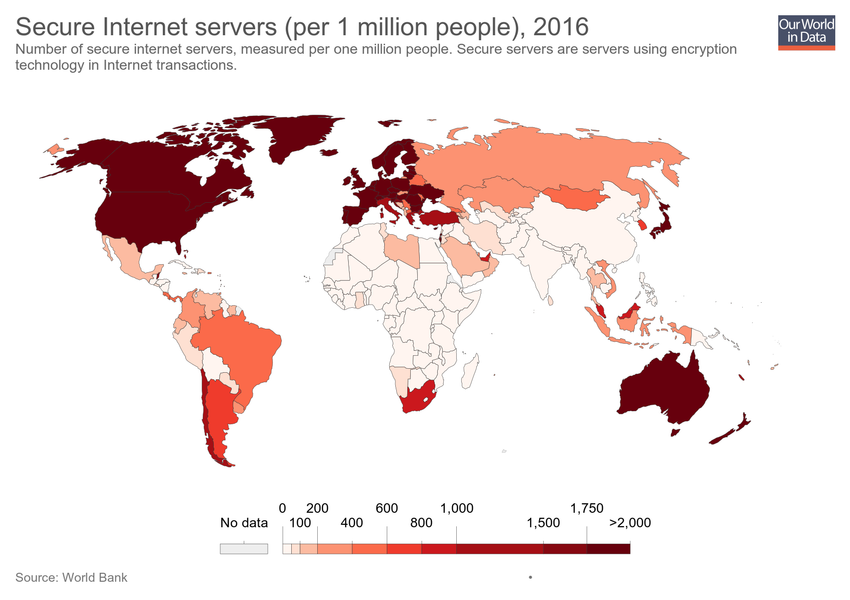 Secure Internet servers (per 1 million people), 2016
Our World
in Data
Number of secure internet servers, measured per one million people. Secure servers are servers using encryption
technology in Internet transactions.
0 200 600 1,000 1,750
No data 100 400 800 1,500 >2,000
Source: World Bank